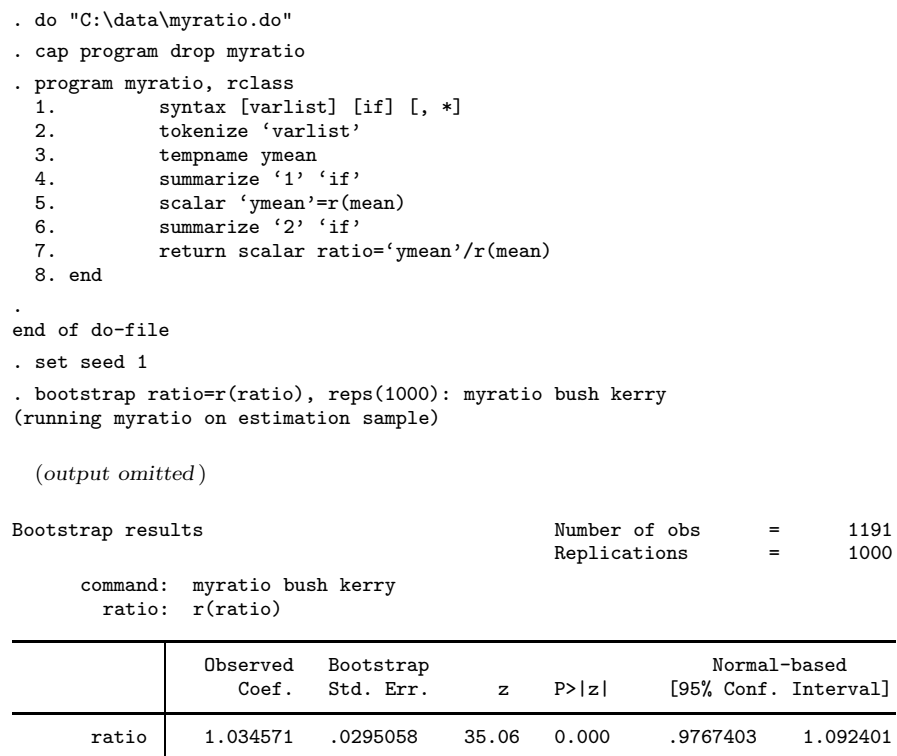 . do "C:\data\myratio.do"
. cap program drop myratio
. program myratio, rclass
1. syntax [varlist] [if] [, *]
2. tokenize ‘varlist’
3. tempname ymean
4. summarize ‘1’ ‘if’
5. scalar ‘ymean’=r(mean)
6. summarize ‘2’ ‘if’
7. return scalar ratio=‘ymean’/r(mean)
8. end
.
end of do-file
. set seed 1
. bootstrap ratio=r(ratio), reps(1000): myratio bush kerry
(running myratio on estimation sample)
(output omitted)
Bootstrap results Number of obs = 1191
Replications = 1000
command: myratio bush kerry
ratio: r(ratio)
Observed Bootstrap Normal-based
Coef. Std. Err. z P>|z| [95% Conf. Interval]
ratio 1.034571 .0295058 35.06 0.000 .9767403 1.092401